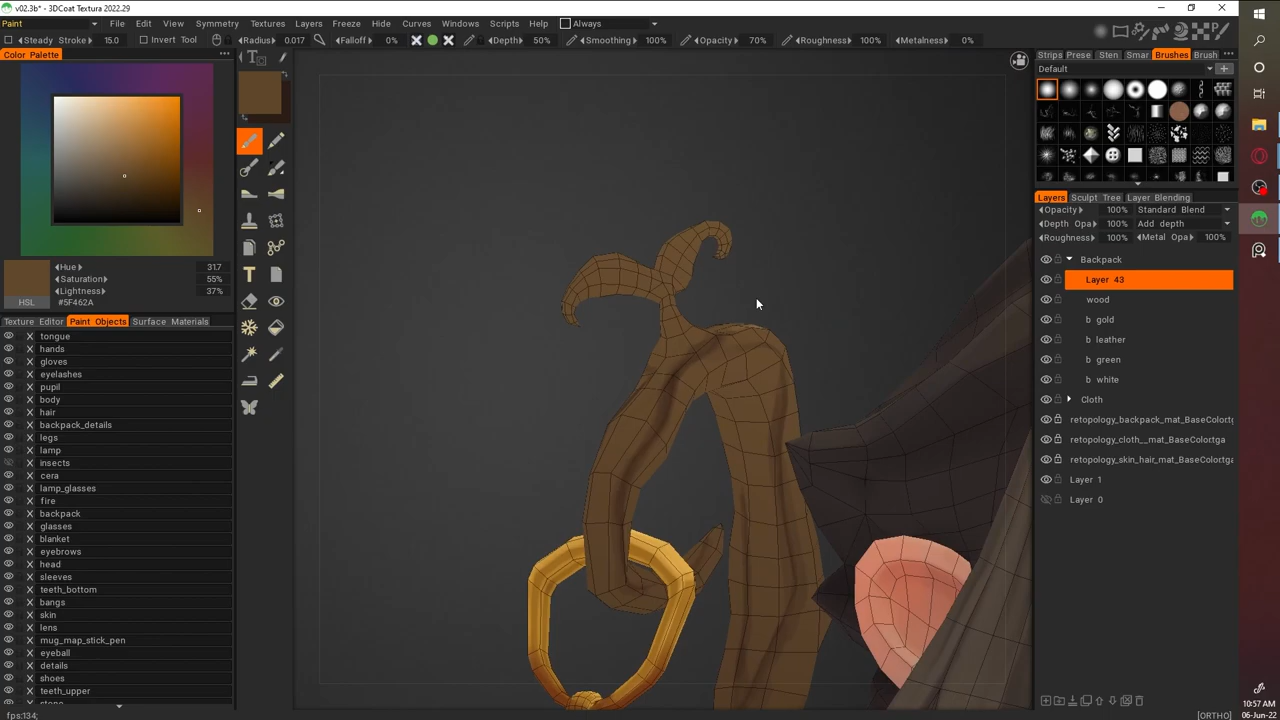 v02.3b* - 3DCoat Textura 2022.29
Paint File Edit View Symmetry Textures Layers Freeze Hide Curves Windows Scripts Help Always
Steady Stroke 15.0 Invert Tool Radius 0.017 Falloff 0% Depth 50% Smoothing 100% Opacity 70% Roughness 100% Metalness 0%
Color Palette
Hue 31.7
Saturation 55%
Lightness 37%
HSL #5F462A
Texture Editor Paint Objects Surface Materials
tongue
hands
gloves
eyelashes
pupil
body
hair
backpack_details
legs
lamp
insects
cera
lamp_glasses
fire
backpack
glasses
blanket
eyebrows
head
sleeves
teeth_bottom
bangs
skin
lens
mug_map_stick_pen
eyeball
details
shoes
teeth_upper
fps:134;
Strips Prese Sten Smar Brushes Brush
Default
Layers Sculpt Tree Layer Blending
Opacity 100% Standard Blend
Depth Opa 100% Add depth
Roughness 100% Metal Opa 100%
Backpack
Layer 43
wood
b gold
b leather
b green
b white
Cloth
retopology_backpack_mat_BaseColortg
retopology_cloth__mat_BaseColortga
retopology_skin_hair_mat_BaseColortga
Layer 1
Layer 0
10:57 AM
06-Jun-22
[ORTHO]